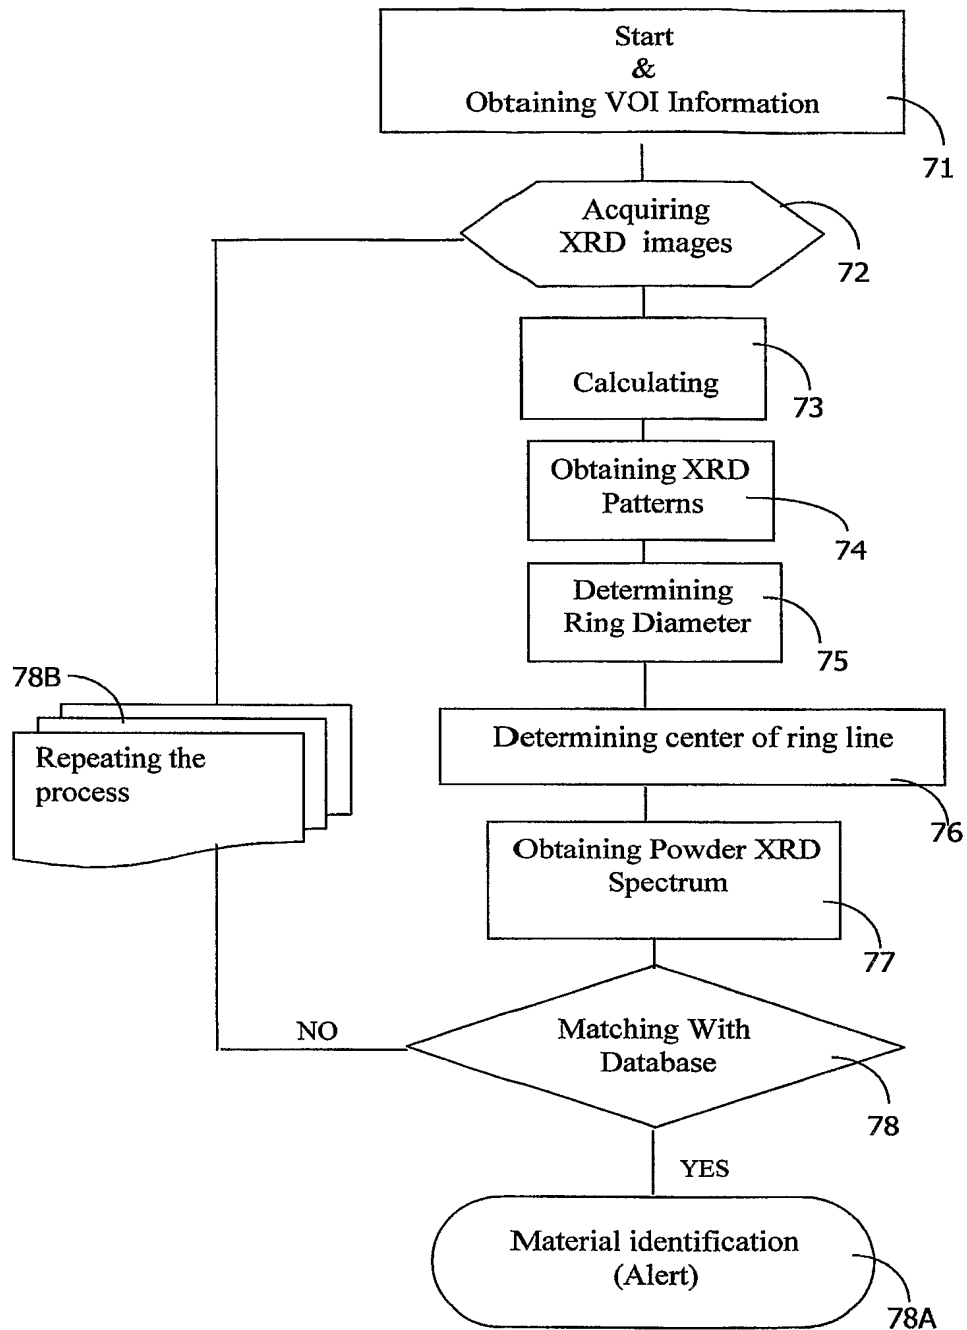 Start
&
Obtaining VOI Information
71
Acquiring
XRD images
72
Calculating
73
Obtaining XRD
Patterns
74
Determining
Ring Diameter
75
78B
Repeating the
process
Determining center of ring line
76
Obtaining Powder XRD
Spectrum
77
NO
Matching With
Database
78
YES
Material identification
(Alert)
78A